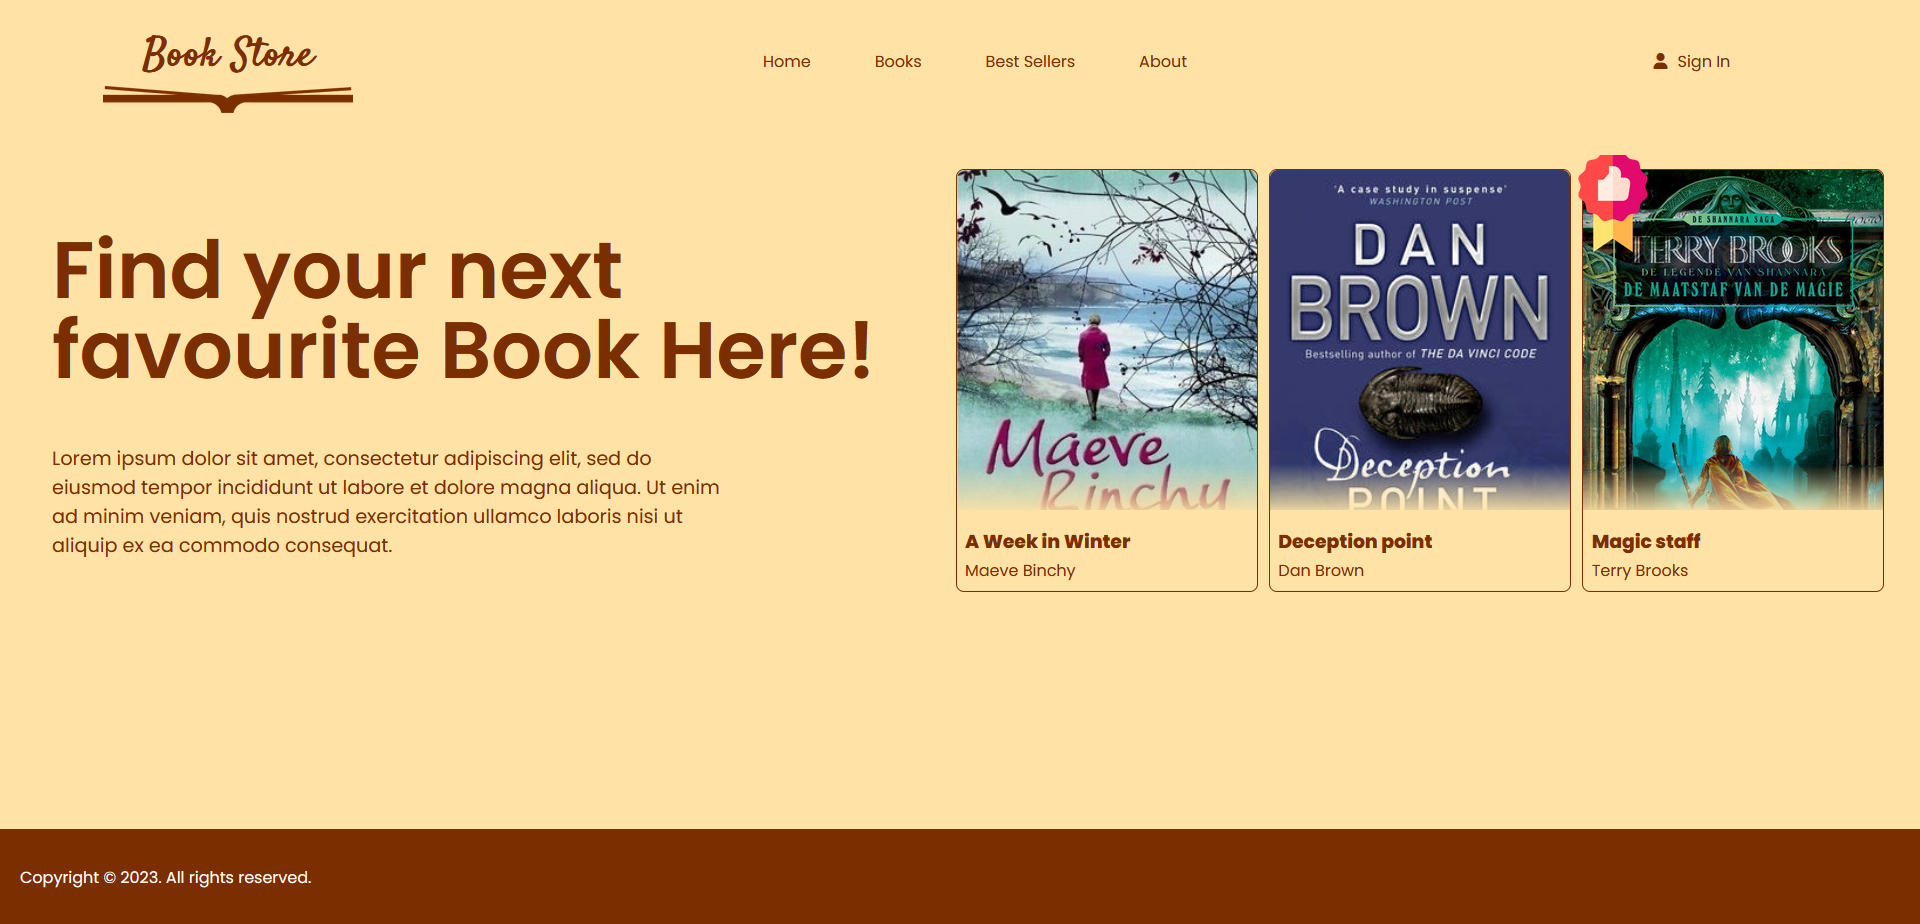 Book Store
Home
Books
Best Sellers
About
Sign In
Find your next
favourite Book Here!
Lorem ipsum dolor sit amet, consectetur adipiscing elit, sed do
eiusmod tempor incididunt ut labore et dolore magna aliqua. Ut enim
ad minim veniam, quis nostrud exercitation ullamco laboris nisi ut
aliquip ex ea commodo consequat.
Maeve
Binchy
A Week in Winter
Maeve Binchy
'A case study in suspense'
WASHINGTON POST
DAN
BROWN
Bestselling author of THE DA VINCI CODE
Deception
POINT
Deception point
Dan Brown
DE SHANNARA SAGA
TERRY BROOKS
DE LEGENDE VAN SHANNARA
DE MAATSTAF VAN DE MAGIE
Magic staff
Terry Brooks
Copyright © 2023. All rights reserved.